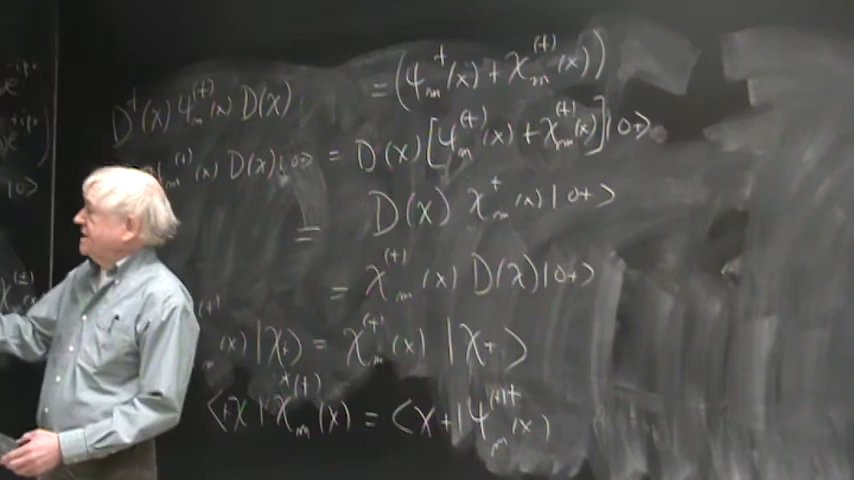 = (ψ_m^†(x) + χ_m^{(+)}(x))
D^†(x) ψ_m^{(+)}(x) D(χ)
ψ_m^{(+)}(x) D(χ)|0+> = D(χ)[ψ_m^{(+)}(x) + χ_m^{(+)}(x)]|0+>
= D(χ) χ_m^+(x)|0+>
= χ_m^{(+)}(x) D(χ)|0+>
(x)|χ+> = χ_m^{(+)}(x) |χ+>
<+χ|χ_m^{*(+)}(x) = <χ+|ψ_m^{(+)†}(x)